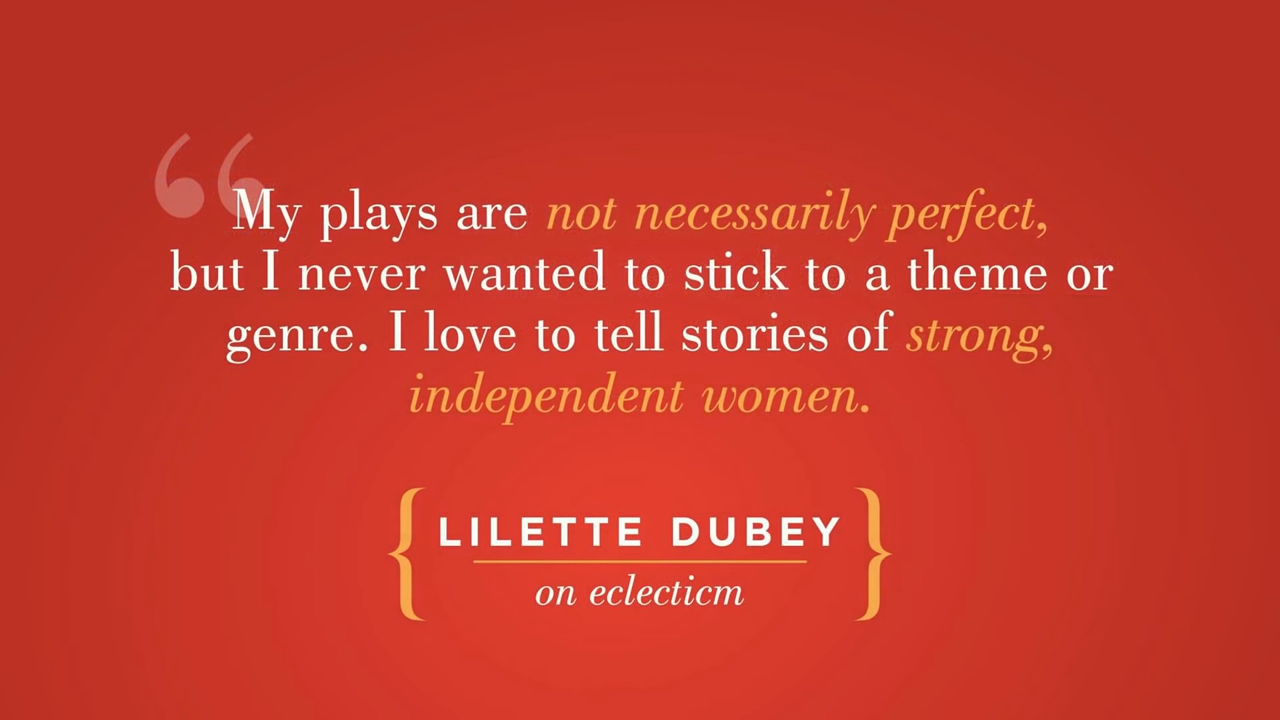 “My plays are not necessarily perfect,
but I never wanted to stick to a theme or
genre. I love to tell stories of strong,
independent women.
{LILETTE DUBEY}
on eclecticm